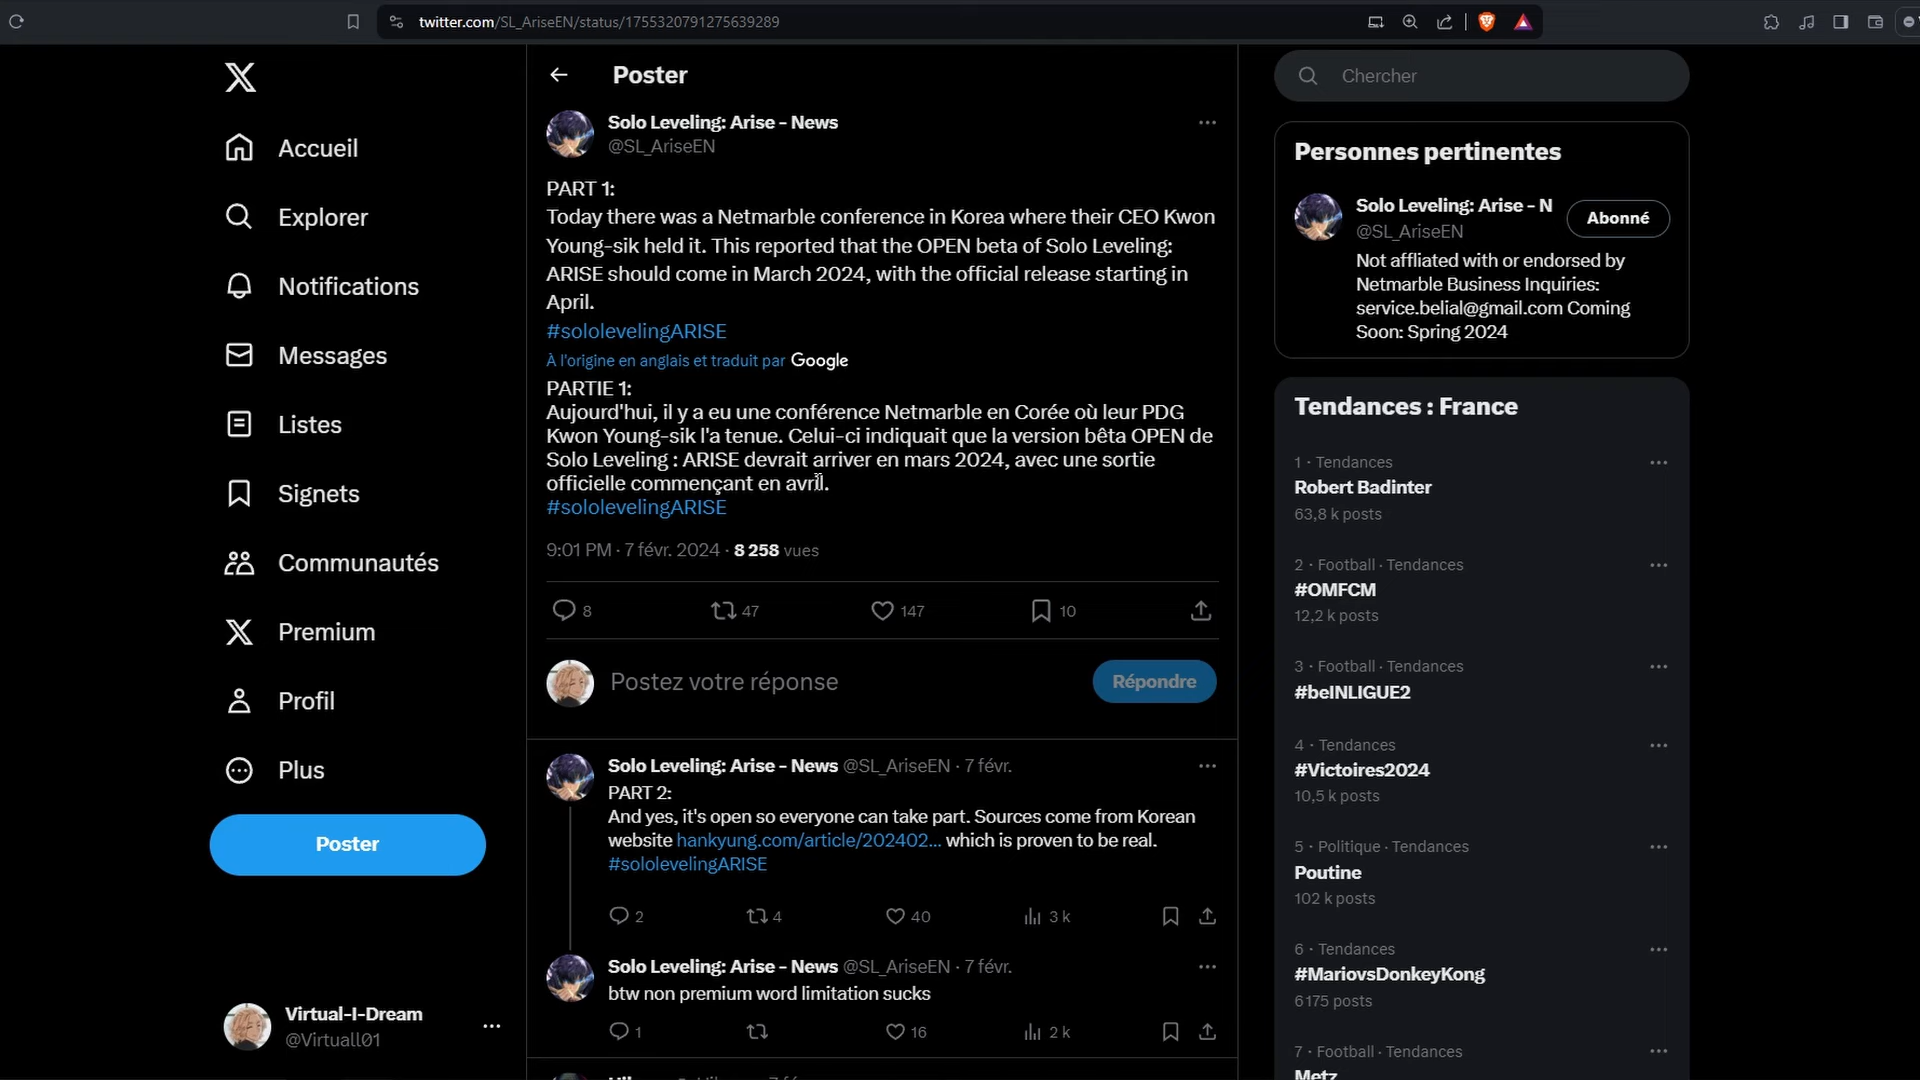 twitter.com/SL_AriseEN/status/1755320791275639289
Accueil
Explorer
Notifications
Messages
Listes
Signets
Communautés
Premium
Profil
Plus
Poster
Virtual-I-Dream
@Virtuall01
Poster
Solo Leveling: Arise - News
@SL_AriseEN
PART 1:
Today there was a Netmarble conference in Korea where their CEO Kwon
Young-sik held it. This reported that the OPEN beta of Solo Leveling:
ARISE should come in March 2024, with the official release starting in
April.
#sololevelingARISE
À l'origine en anglais et traduit par Google
PARTIE 1:
Aujourd'hui, il y a eu une conférence Netmarble en Corée où leur PDG
Kwon Young-sik l'a tenue. Celui-ci indiquait que la version bêta OPEN de
Solo Leveling : ARISE devrait arriver en mars 2024, avec une sortie
officielle commençant en avril.
#sololevelingARISE
9:01 PM · 7 févr. 2024 · 8 258 vues
8 47 147 10
Postez votre réponse
Répondre
Solo Leveling: Arise - News @SL_AriseEN · 7 févr.
PART 2:
And yes, it's open so everyone can take part. Sources come from Korean
website hankyung.com/article/202402... which is proven to be real.
#sololevelingARISE
2 4 40 3 k
Solo Leveling: Arise - News @SL_AriseEN · 7 févr.
btw non premium word limitation sucks
1 16 2 k
Chercher
Personnes pertinentes
Solo Leveling: Arise - N
Abonné
@SL_AriseEN
Not affliated with or endorsed by
Netmarble Business Inquiries:
service.belial@gmail.com Coming
Soon: Spring 2024
Tendances : France
1 · Tendances
Robert Badinter
63,8 k posts
2 · Football · Tendances
#OMFCM
12,2 k posts
3 · Football · Tendances
#beINLIGUE2
4 · Tendances
#Victoires2024
10,5 k posts
5 · Politique · Tendances
Poutine
102 k posts
6 · Tendances
#MariovsDonkeyKong
6 175 posts
7 · Football · Tendances
Metz